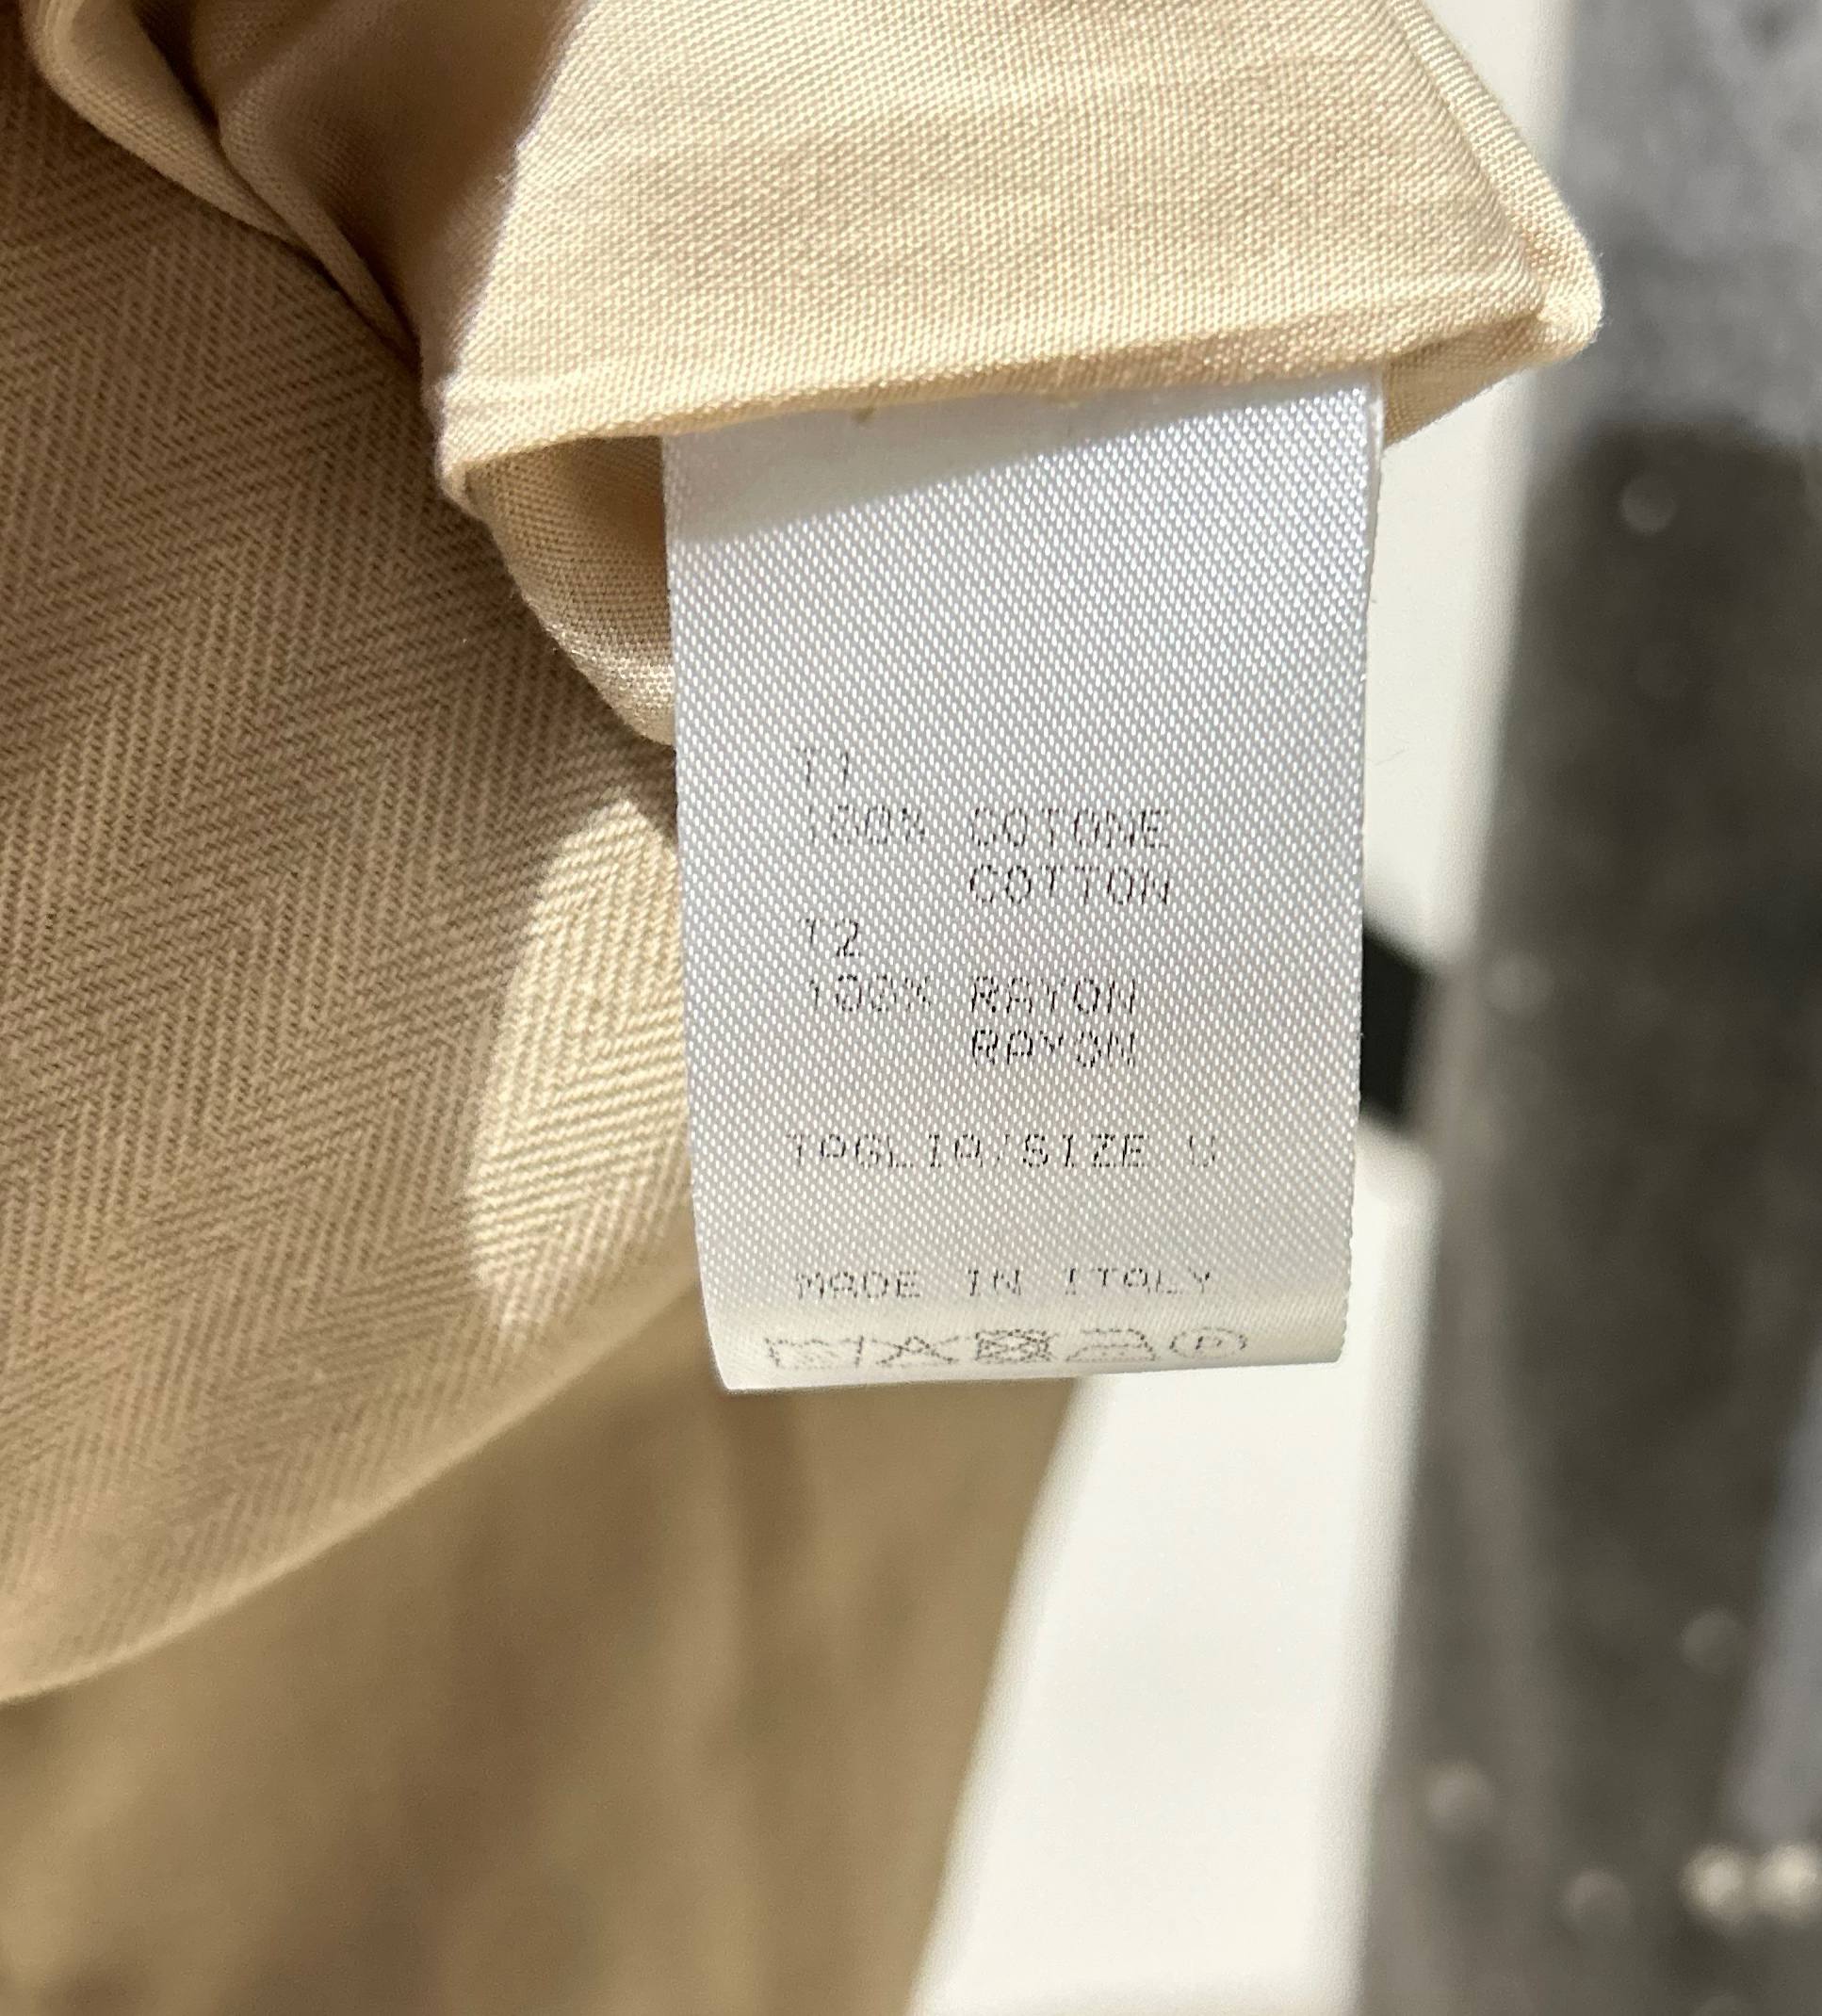 T1
100% COTONE
COTTON
T2
100% RAYON
RAYON
TAGLIA/SIZE U
MADE IN ITALY
P